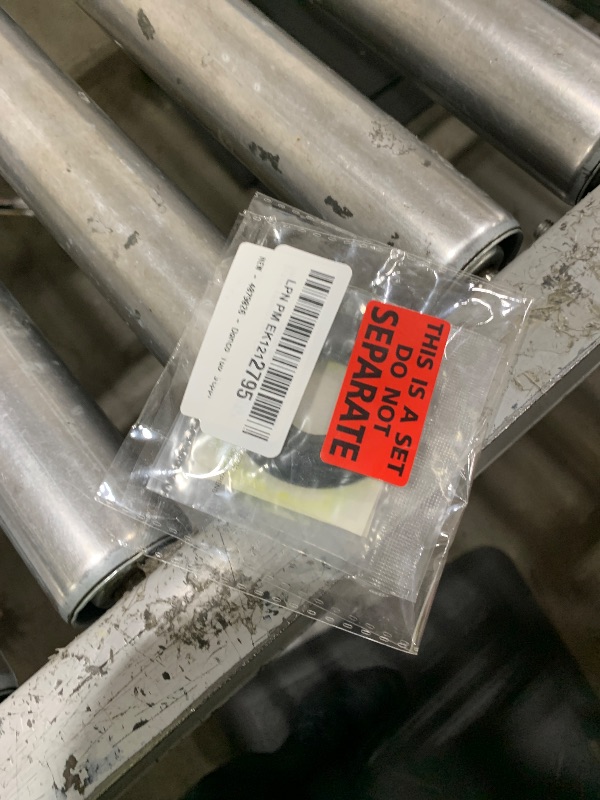 LPN PM EK1212795
THIS IS A SET
DO NOT
SEPARATE